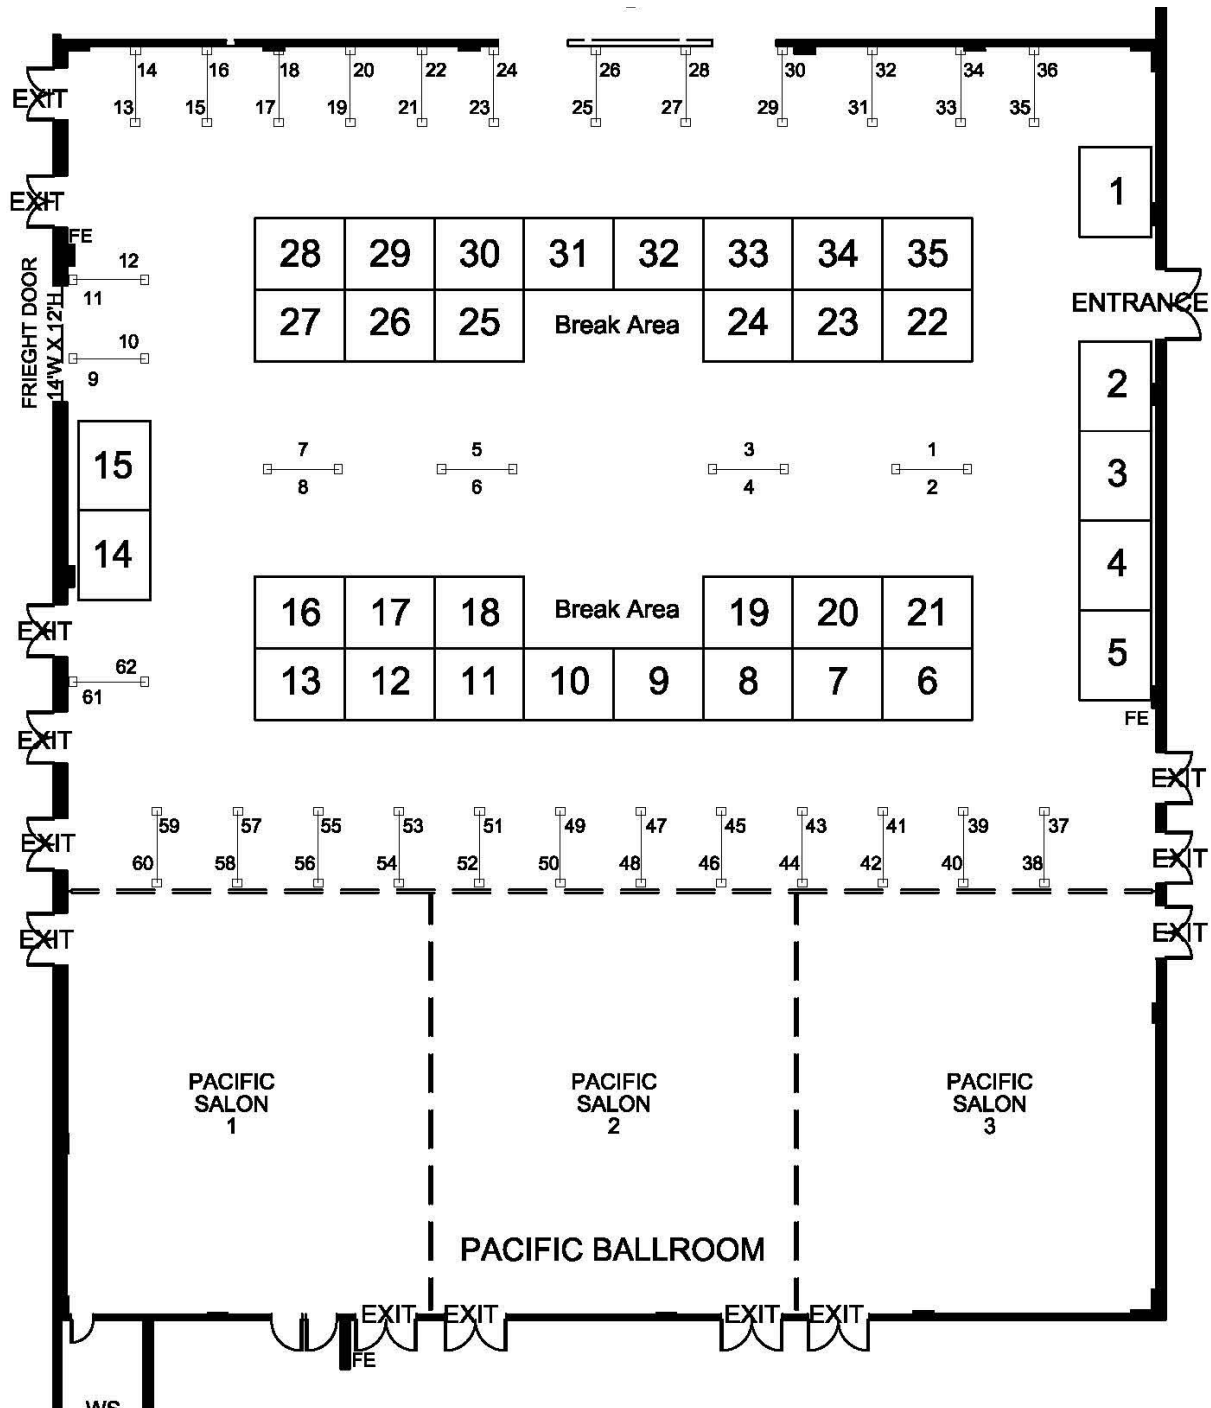 14 16 18 20 22 24 26 28 30 32 34 36
EXIT
13 15 17 19 21 23 25 27 29 31 33 35
1
EXIT
FE
28 29 30 31 32 33 34 35
12
11
FRIEGHT DOOR
14'W X 12'H
ENTRANCE
27 26 25 Break Area 24 23 22
10
9
2
7 5 3 1
15
3
8 6 4 2
14
4
16 17 18 Break Area 19 20 21
EXIT
5
62
61
13 12 11 10 9 8 7 6
FE
EXIT
EXIT
59 57 55 53 51 49 47 45 43 41 39 37
EXIT
60 58 56 54 52 50 48 46 44 42 40 38
EXIT
EXIT
EXIT
PACIFIC
SALON
1
PACIFIC
SALON
2
PACIFIC
SALON
3
PACIFIC BALLROOM
EXIT EXIT EXIT EXIT
FE
WS